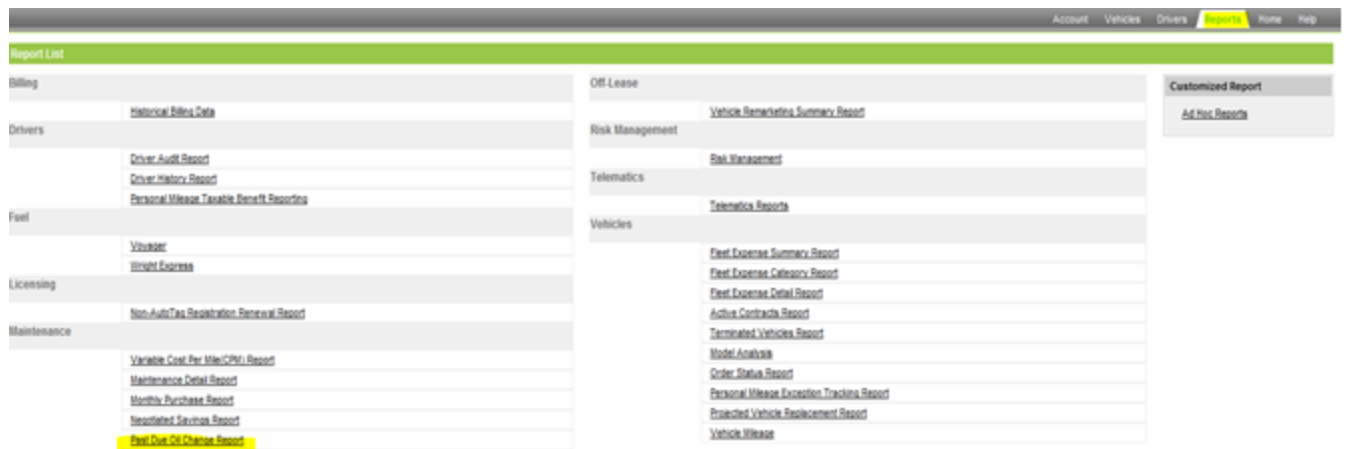 Account Vehicles Drivers Reports Home Help
Report List
Billing
Historical Billing Data
Drivers
Driver Audit Report
Driver History Report
Personal Mileage Taxable Benefit Reporting
Fuel
Voyager
Wright Express
Licensing
Non-AutoTag Registration Renewal Report
Maintenance
Variable Cost Per Mile(CPM) Report
Maintenance Detail Report
Monthly Purchase Report
Negotiated Savings Report
Past Due Oil Change Report
Off-Lease
Vehicle Remarketing Summary Report
Risk Management
Risk Management
Telematics
Telematics Reports
Vehicles
Fleet Expense Summary Report
Fleet Expense Category Report
Fleet Expense Detail Report
Active Contracts Report
Terminated Vehicles Report
Model Analysis
Order Status Report
Personal Mileage Exception Tracking Report
Projected Vehicle Replacement Report
Vehicle Mileage
Customized Report
Ad Hoc Reports